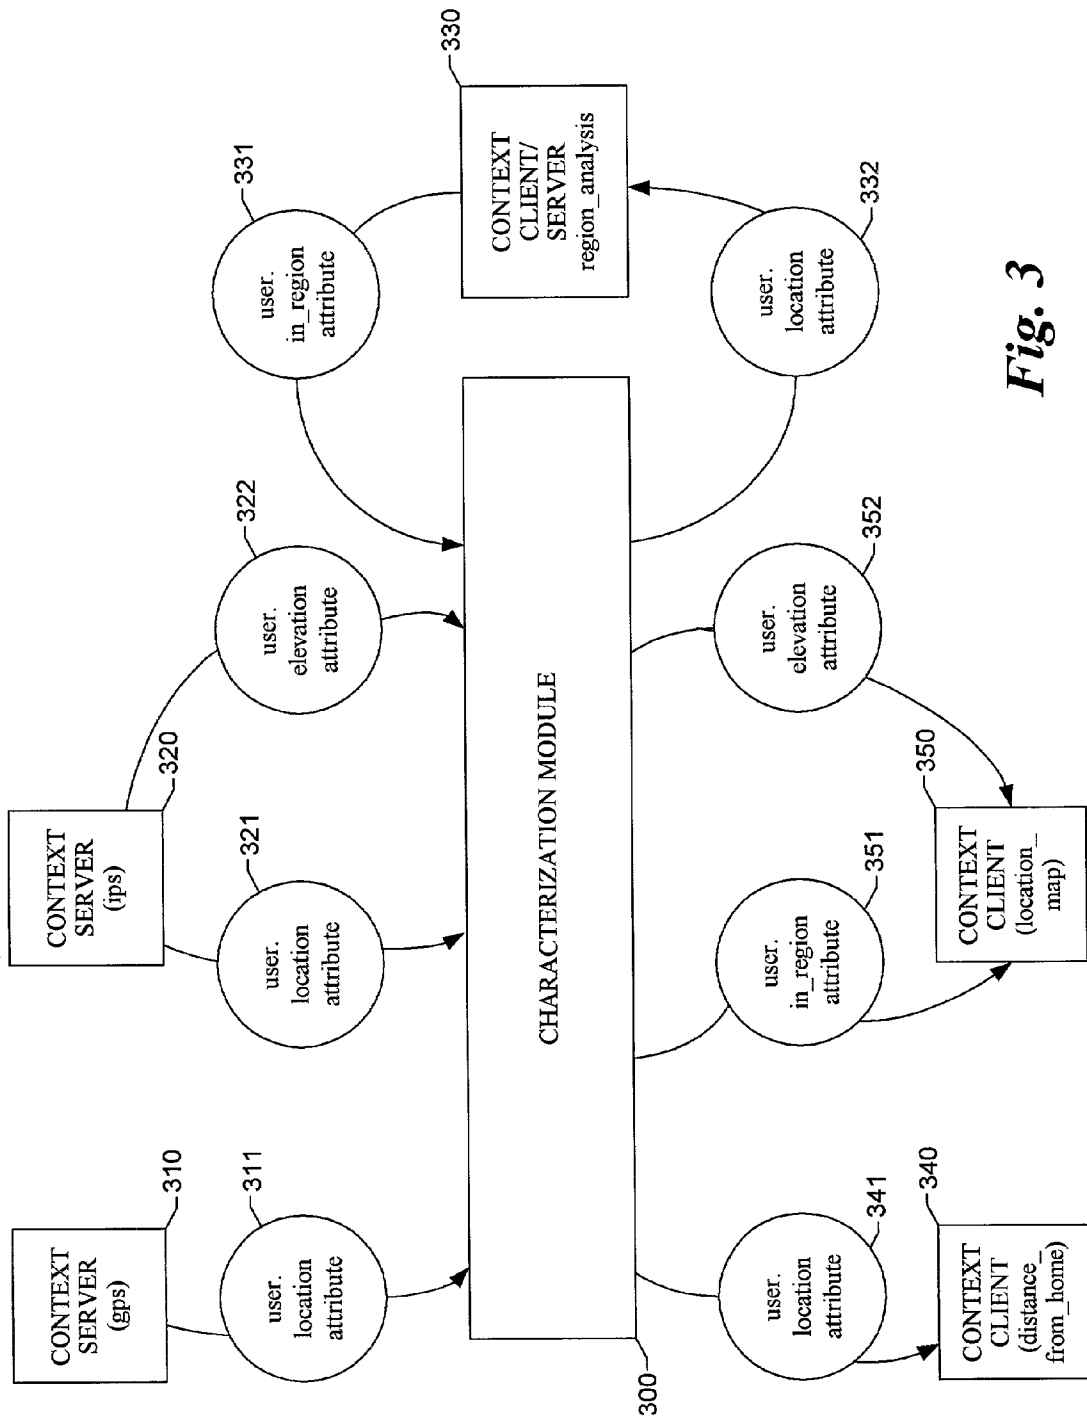 CONTEXT
SERVER
(gps)
310
user.
location
attribute
311
CONTEXT
SERVER
(ips)
320
user.
location
attribute
321
user.
elevation
attribute
322
user.
in_region
attribute
331
CONTEXT
CLIENT/
SERVER
region_analysis
330
CHARACTERIZATION MODULE
300
user.
location
attribute
341
CONTEXT
CLIENT
(distance_
from_home)
340
user.
in_region
attribute
351
user.
elevation
attribute
352
CONTEXT
CLIENT
(location_
map)
350
user.
location
attribute
332
Fig. 3